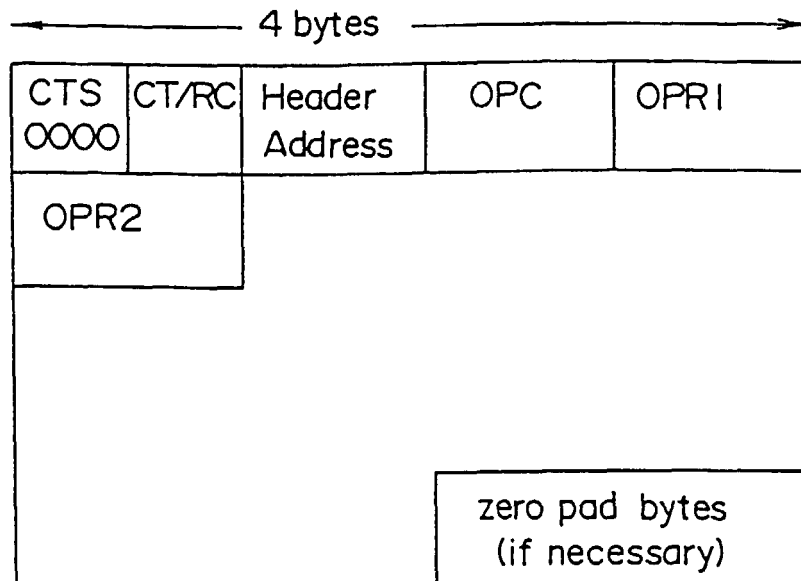 4 bytes
CTS CT/RC Header OPC OPR1
0000 Address
OPR2
zero pad bytes
(if necessary)